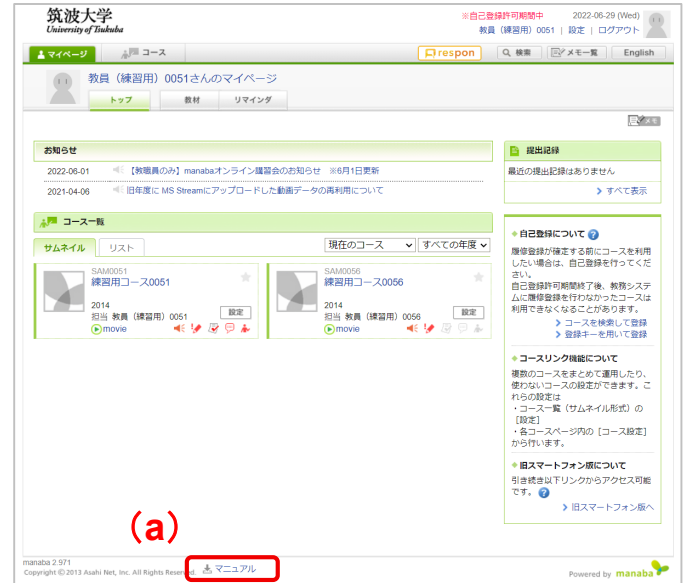 筑波大学
University of Tsukuba
※自己登録許可期間中 2022-06-29 (Wed)
教員（練習用）0051 | 設定 | ログアウト
マイページ コース respon 検索 メモ一覧 English
教員（練習用）0051さんのマイページ
トップ 教材 リマインダ
メモ
お知らせ
2022-06-01 【教職員のみ】manabaオンライン講習会のお知らせ ※6月1日更新
2021-04-06 旧年度に MS Streamにアップロードした動画データの再利用について
コース一覧
サムネイル リスト 現在のコース すべての年度
SAM0051
練習用コース0051
2014
担当 教員（練習用）0051 設定
movie
SAM0056
練習用コース0056
2014
担当 教員（練習用）0056 設定
movie
提出記録
最近の提出記録はありません
すべて表示
自己登録について ?
履修登録が確定する前にコースを利用
したい場合は、自己登録を行ってくだ
さい。
自己登録許可期間終了後、教務システ
ムに履修登録を行わなかったコースは
利用できなくなることがあります。
コースを検索して登録
登録キーを用いて登録
コースリンク機能について
複数のコースをまとめて運用したり、
使わないコースの設定ができます。こ
れらの設定は
・コース一覧（サムネイル形式）の
［設定］
・各コースページ内の［コース設定］
から行います。
旧スマートフォン版について
引き続き以下リンクからアクセス可能
です。 ?
旧スマートフォン版へ
(a)
manaba 2.971
Copyright © 2013 Asahi Net, Inc. All Rights Reserved. マニュアル
Powered by manaba